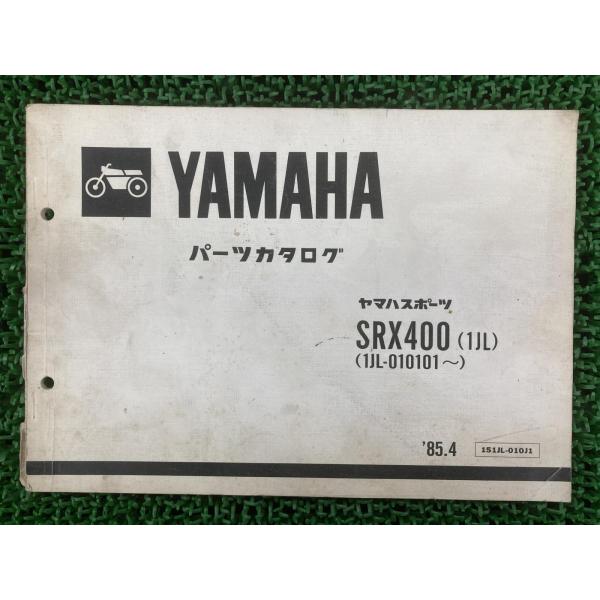 YAMAHA
パーツカタログ
ヤマハスポーツ
SRX400 (1JL)
(1JL-010101〜)
'85.4
1S1JL-010J1